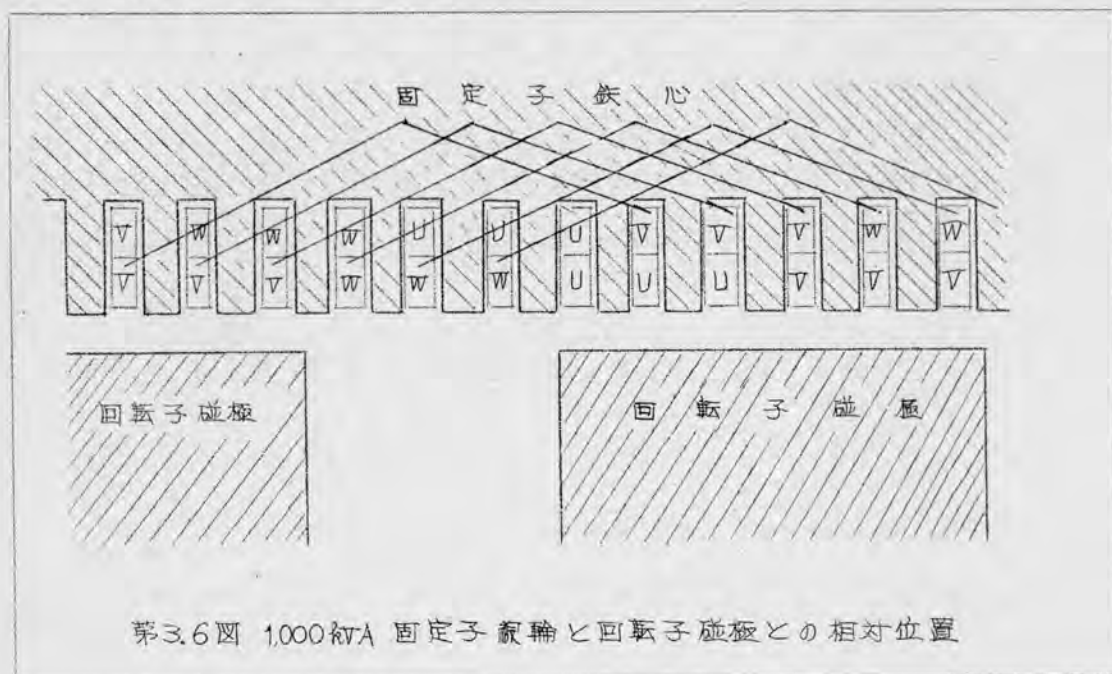 固定子鉄心
V W W W U U U V V V W W
V V V W W W U U U V V V
回転子磁極
回転子磁極
第3.6図 1,000kVA 固定子線輪と回転子磁極との相対位置